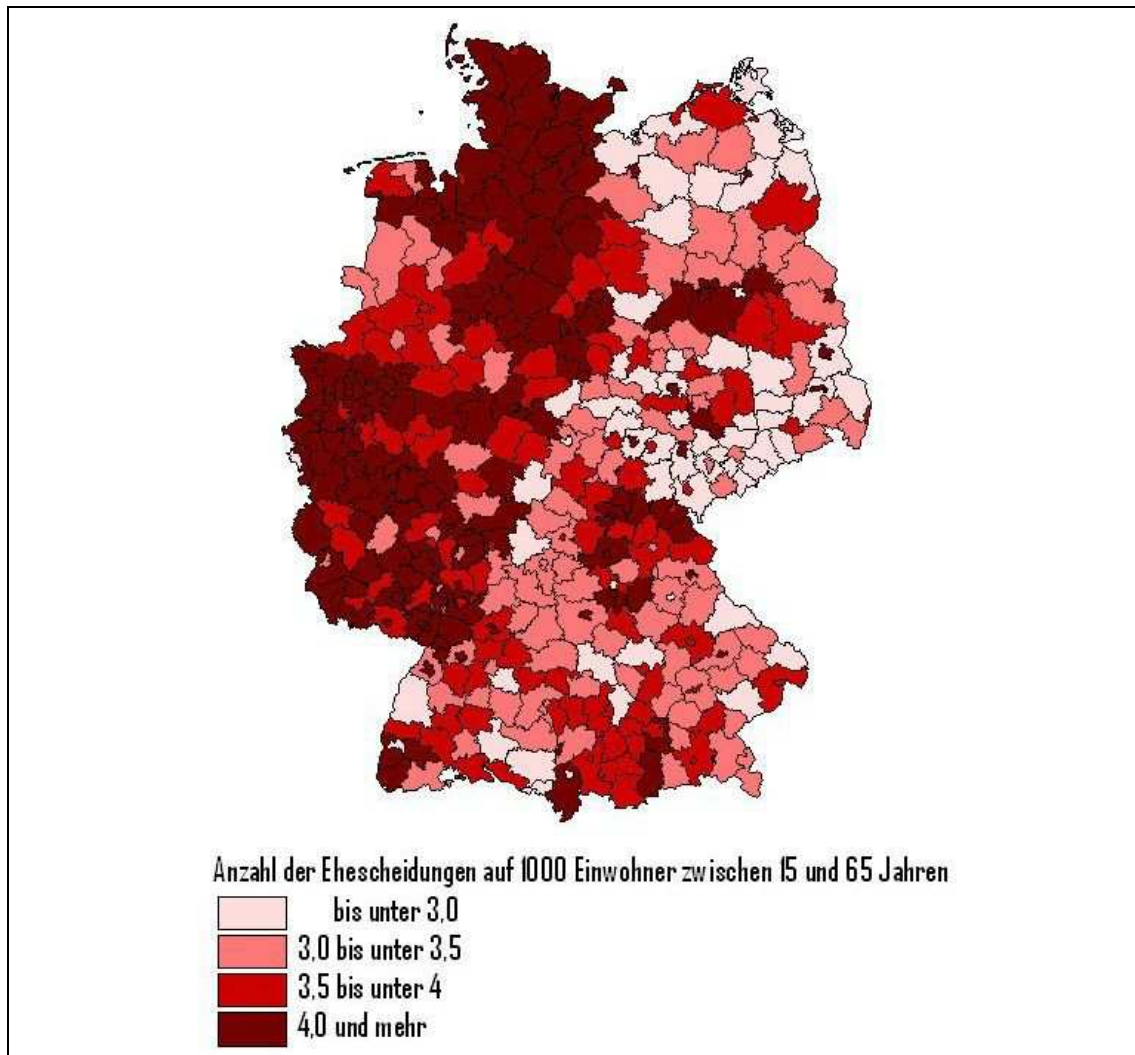 Anzahl der Ehescheidungen auf 1000 Einwohner zwischen 15 und 65 Jahren
bis unter 3,0
3,0 bis unter 3,5
3,5 bis unter 4
4,0 und mehr